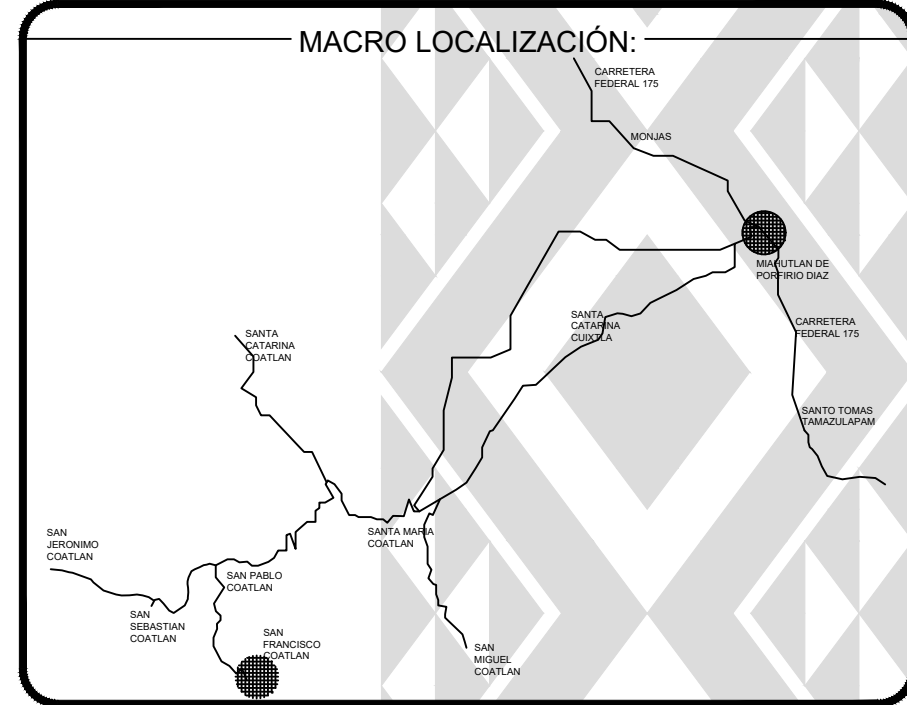 MACRO LOCALIZACIÓN:
CARRETERA
FEDERAL 175
MONJAS
MIAHUTLAN DE
PORFIRIO DIAZ
SANTA
CATARINA
CUIXTLA
CARRETERA
FEDERAL 175
SANTA
CATARINA
COATLAN
SANTO TOMAS
TAMAZULAPAM
SAN
JERONIMO
COATLAN
SANTA MARIA
COATLAN
SAN PABLO
COATLAN
SAN
SEBASTIAN
COATLAN
SAN
FRANCISCO
COATLAN
SAN
MIGUEL
COATLAN